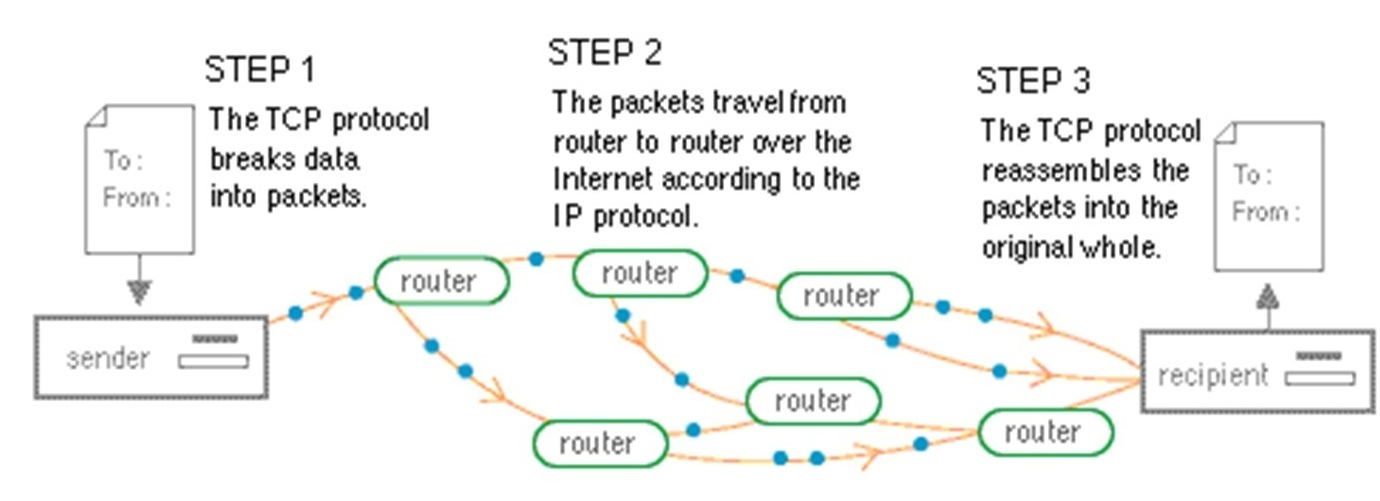 STEP 1
The TCP protocol
breaks data
into packets.
STEP 2
The packets travel from
router to router over the
Internet according to the
IP protocol.
STEP 3
The TCP protocol
reassembles the
packets into the
original whole.
To :
From :
To :
From :
sender
router
router
router
router
router
router
recipient